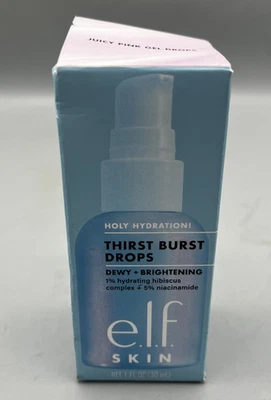 JUICY PINK GEL DROPS
HOLY HYDRATION!
THIRST BURST
DROPS
DEWY + BRIGHTENING
1% hydrating hibiscus
complex + 5% niacinamide
e.l.f.
SKIN